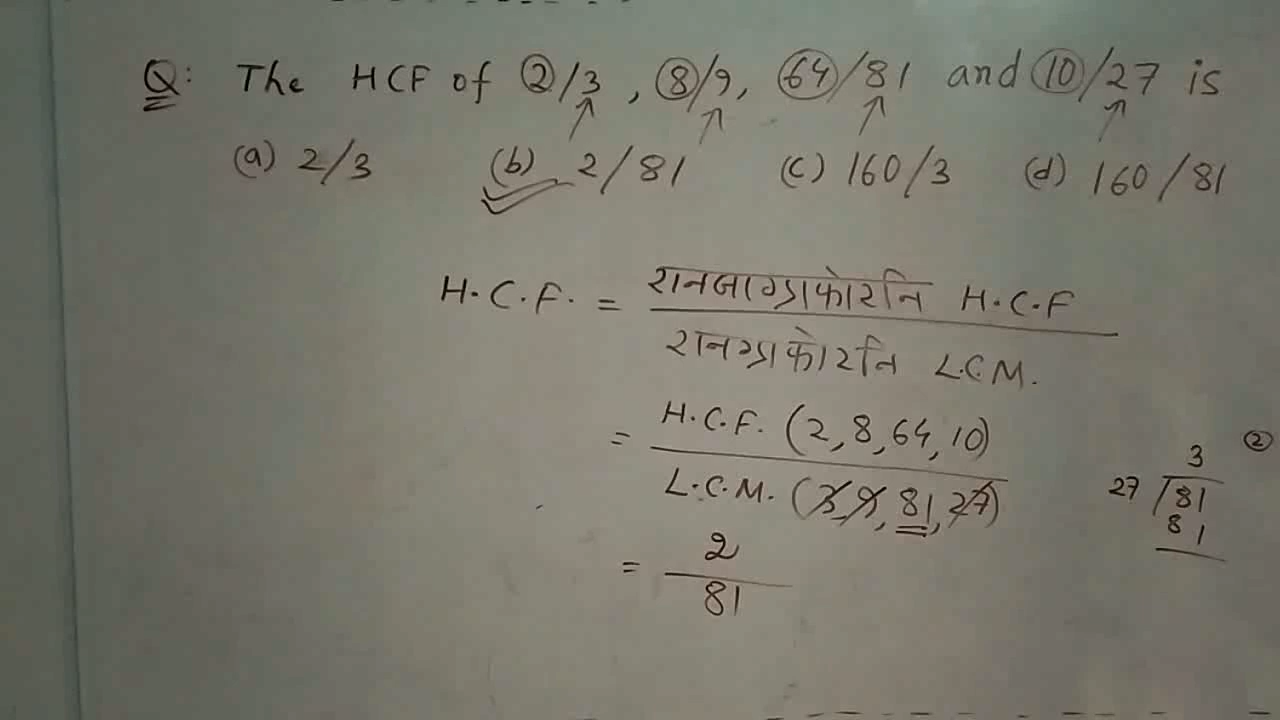 Q: The HCF of 2/3, 8/9, 64/81 and 10/27 is
(a) 2/3 (b) 2/81 (c) 160/3 (d) 160/81
H.C.F. = H.C.F
L.C.M.
= H.C.F. (2, 8, 64, 10)
L.C.M. (3, 9, 81, 27)
= 2
81
3
27 81
81
2